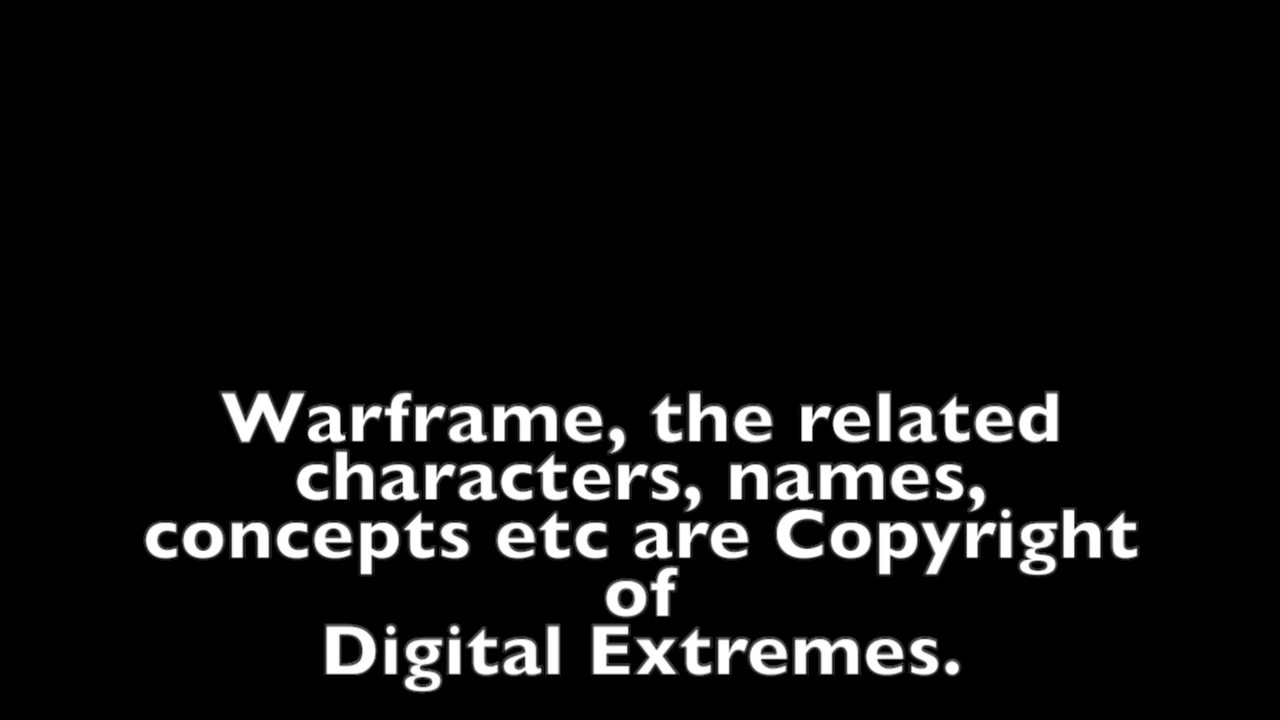 Warframe, the related
characters, names,
concepts etc are Copyright
of
Digital Extremes.